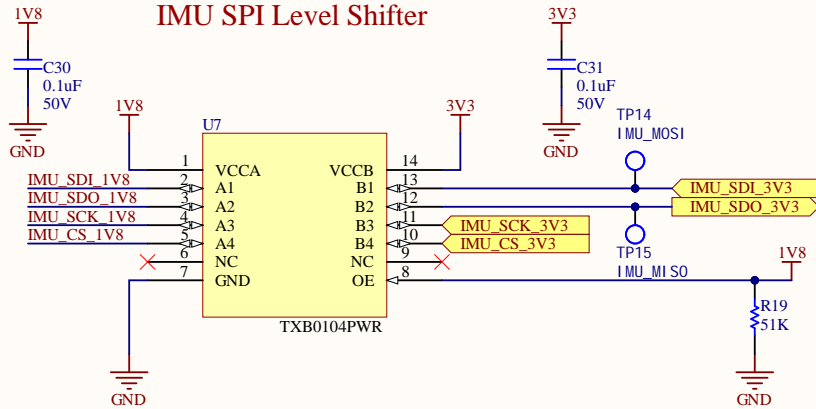 IMU SPI Level Shifter
1V8
C30
0.1uF
50V
GND
3V3
C31
0.1uF
50V
GND
1V8
3V3
U7
TP14
IMU_MOSI
1 VCCA VCCB 14
IMU_SDI_1V8 2 A1 B1 13 IMU_SDI_3V3
IMU_SDO_1V8 3 A2 B2 12 IMU_SDO_3V3
IMU_SCK_1V8 4 A3 B3 11 IMU_SCK_3V3
IMU_CS_1V8 5 A4 B4 10 IMU_CS_3V3
6 NC NC 9
7 GND OE 8
TP15
IMU_MISO
1V8
R19
51K
TXB0104PWR
GND
GND